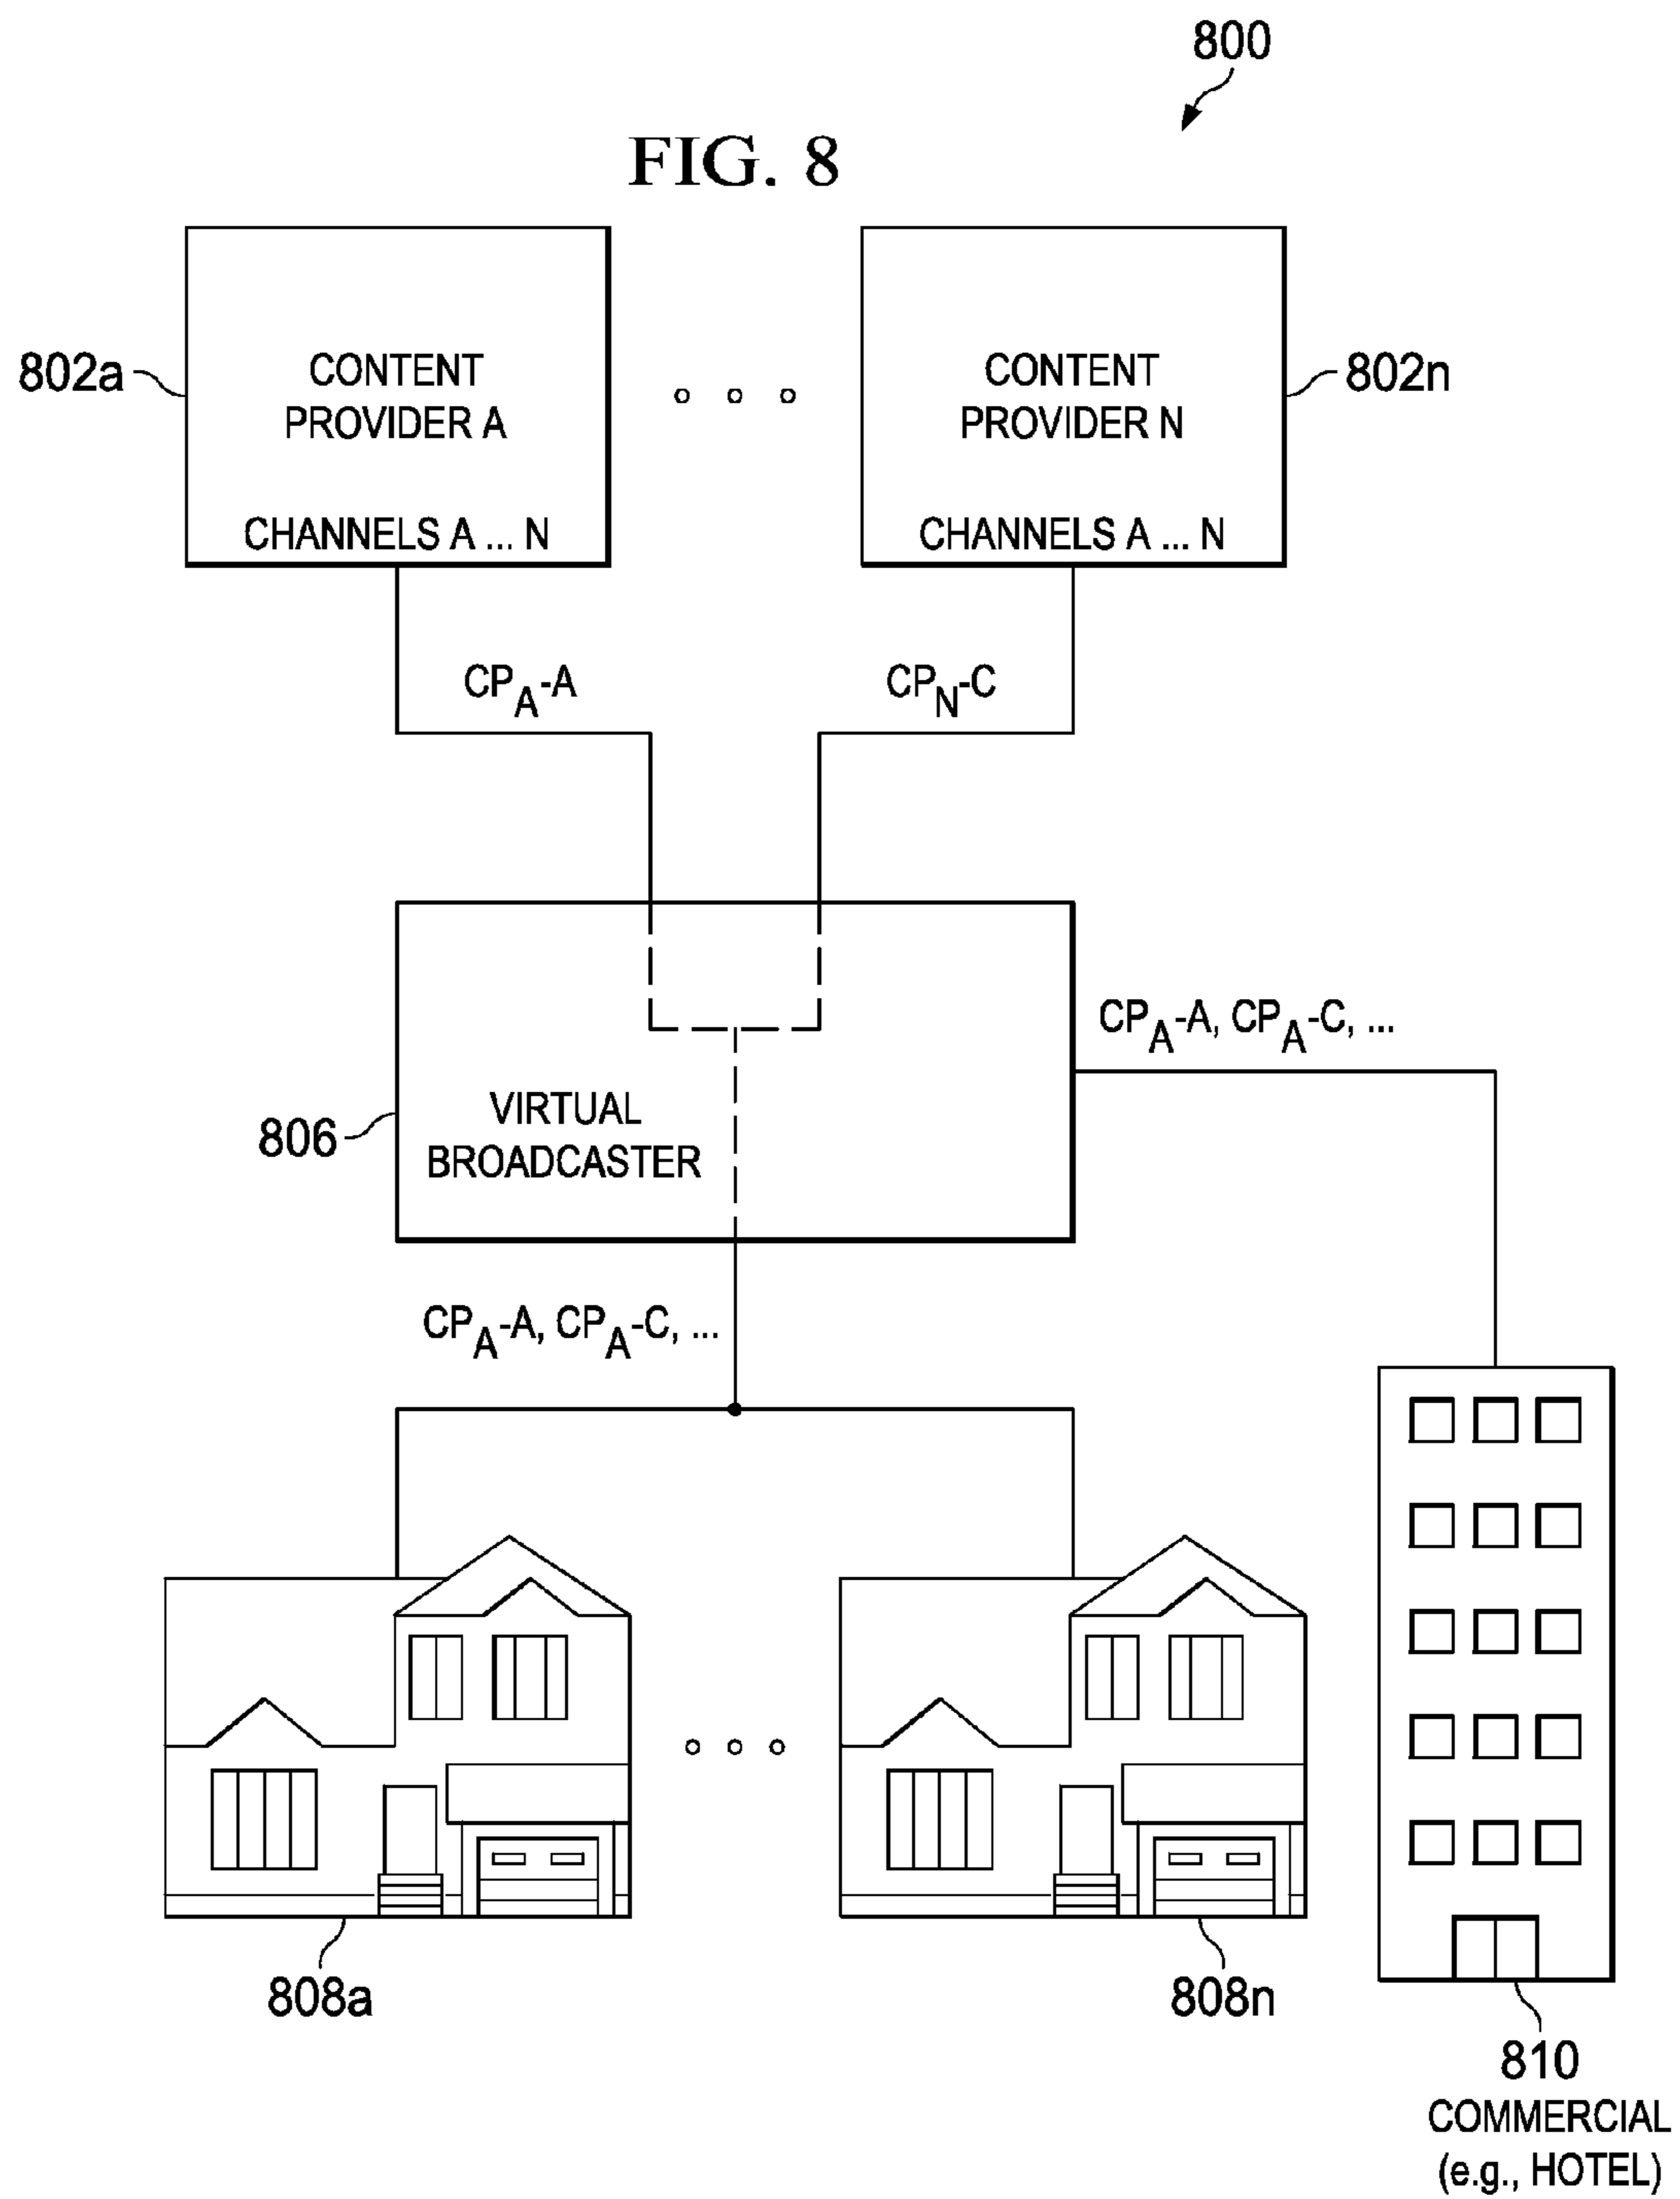 800
FIG. 8
802a
CONTENT
PROVIDER A
CHANNELS A ... N
CONTENT
PROVIDER N
CHANNELS A ... N
802n
CPA-A
CPN-C
806
VIRTUAL
BROADCASTER
CPA-A, CPA-C, ...
CPA-A, CPA-C, ...
808a
808n
810
COMMERCIAL
(e.g., HOTEL)